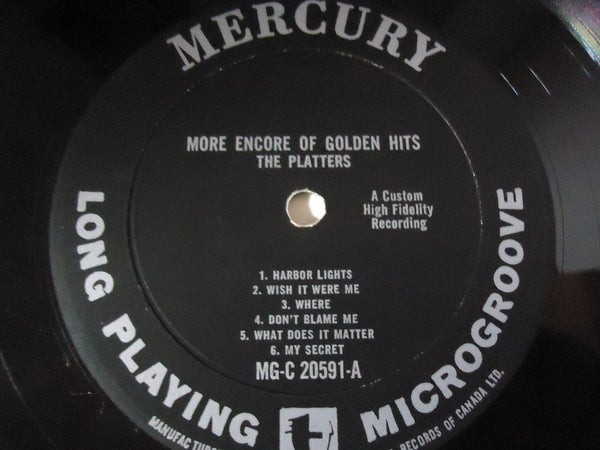 MERCURY
MORE ENCORE OF GOLDEN HITS
THE PLATTERS
A Custom
High Fidelity
Recording
1. HARBOR LIGHTS
2. WISH IT WERE ME
3. WHERE
4. DON'T BLAME ME
5. WHAT DOES IT MATTER
6. MY SECRET
MG-C 20591-A
LONG PLAYING
MICROGROOVE
RECORDS OF CANADA LTD.